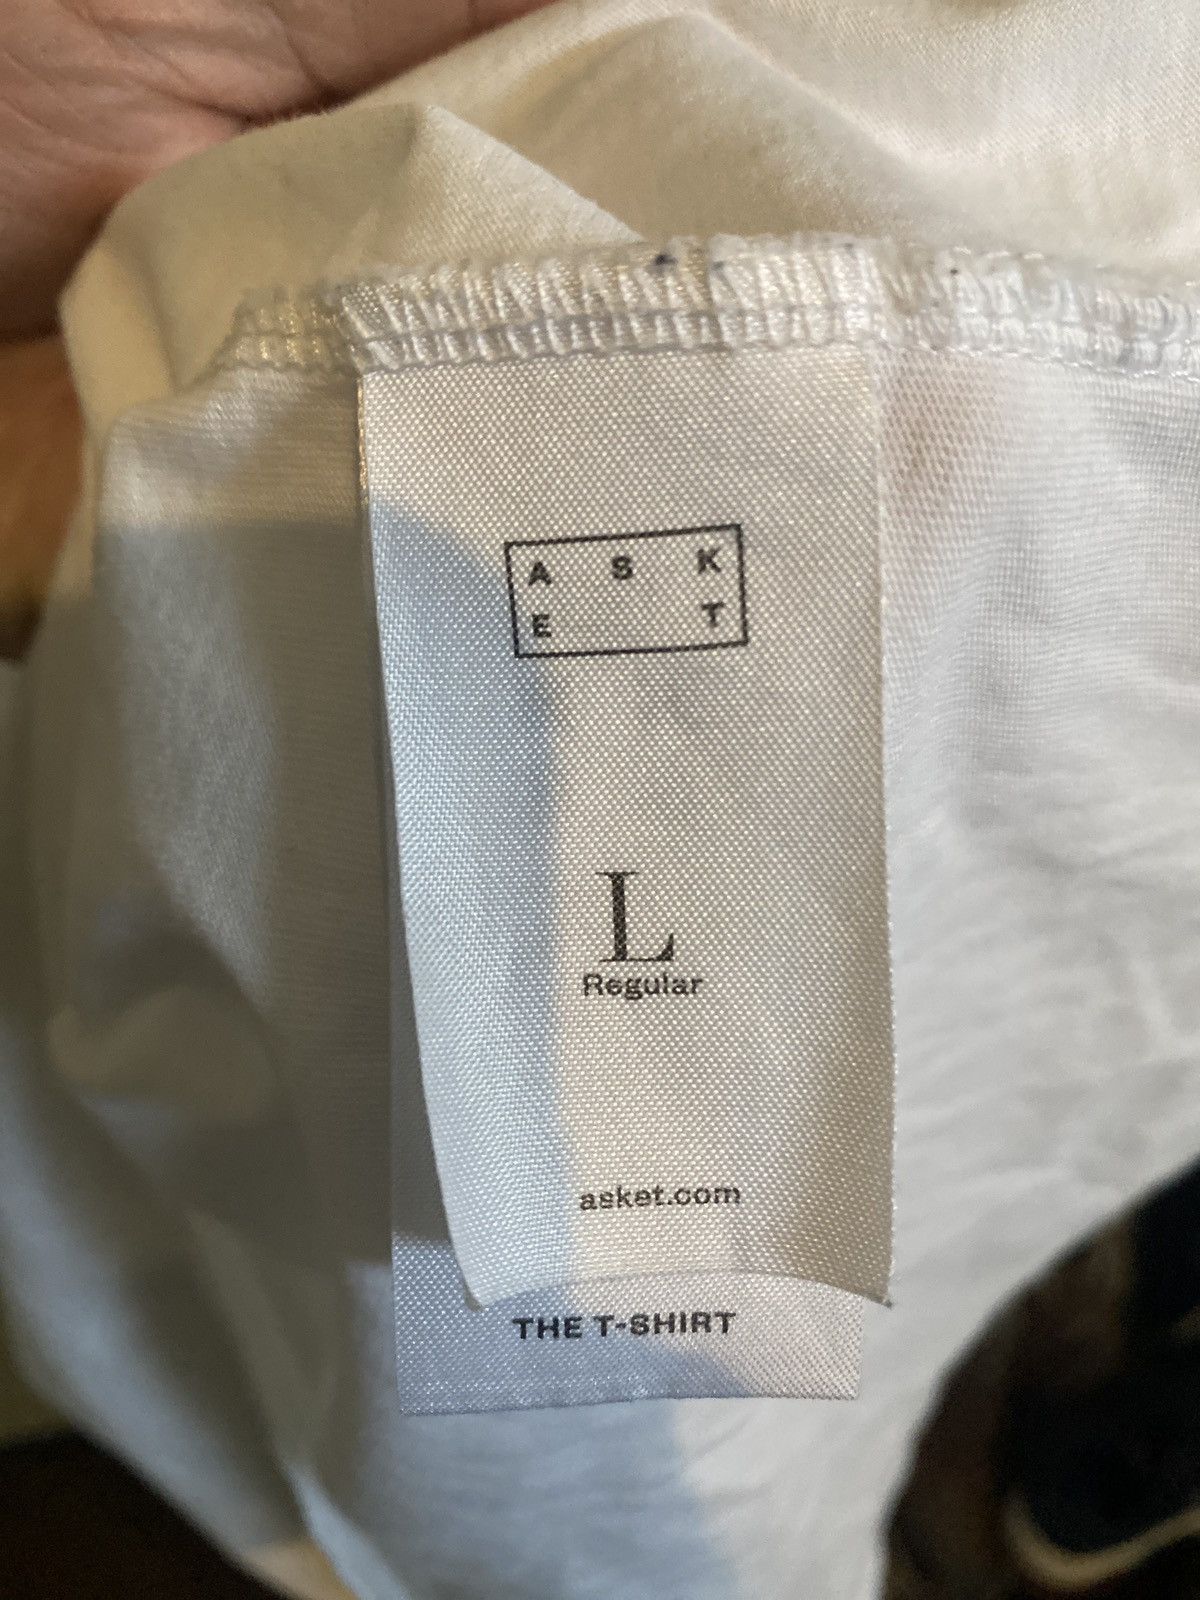 A S K
E T
L
Regular
asket.com
THE T-SHIRT